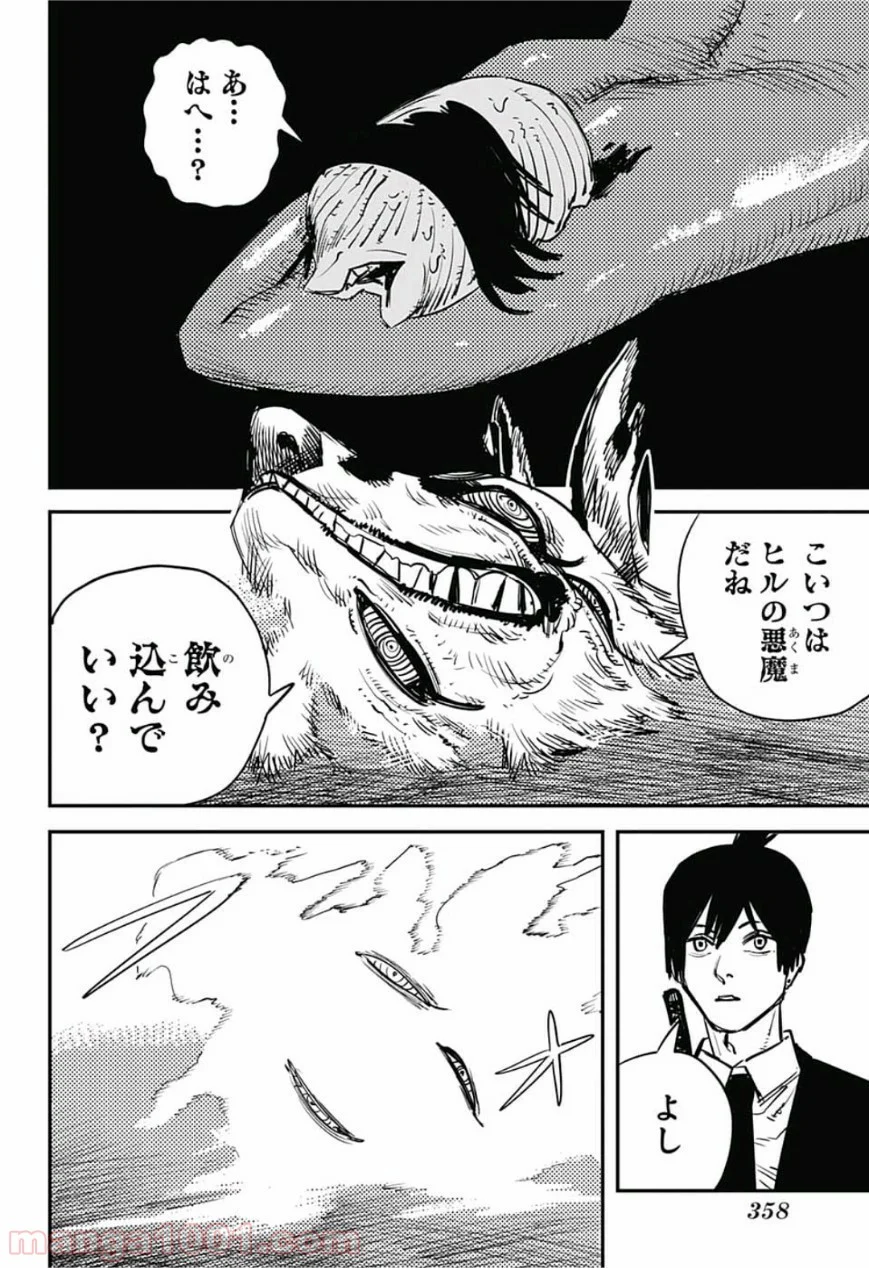 あ…
はへ…？
こいつは
ヒルの悪魔
だね
飲み
込んで
いい？
よし
358
manga1001.com